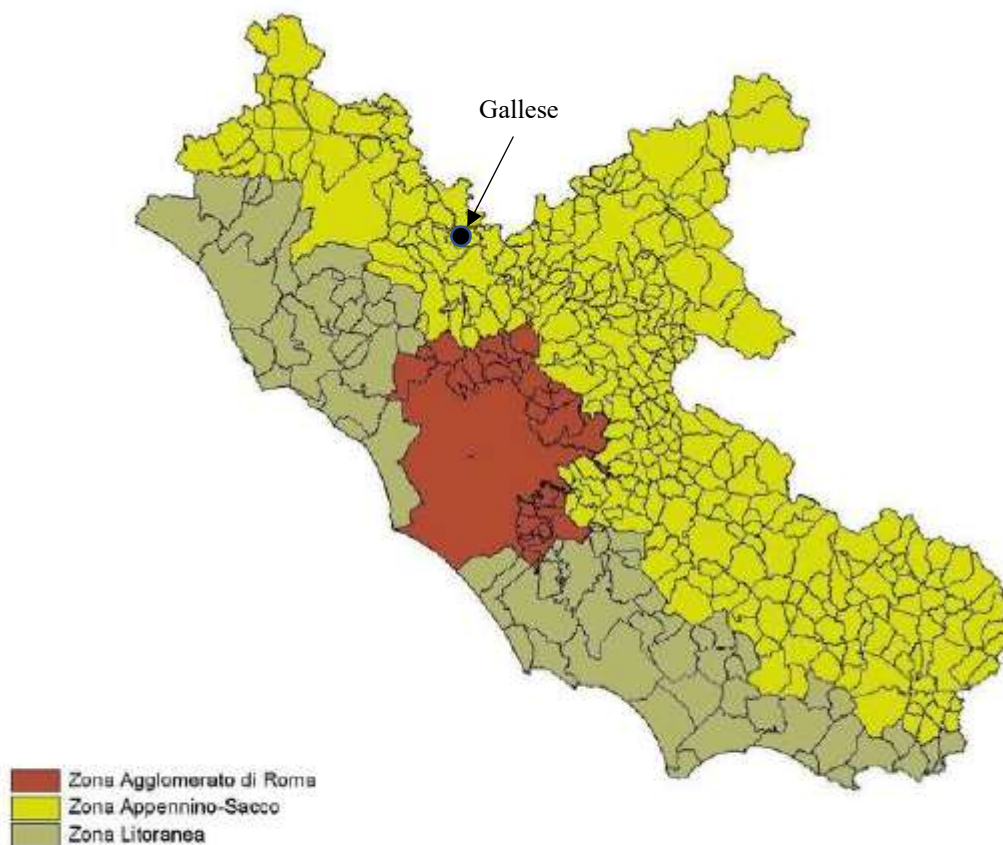 Gallese
Zona Agglomerato di Roma
Zona Appennino-Sacco
Zona Litoranea